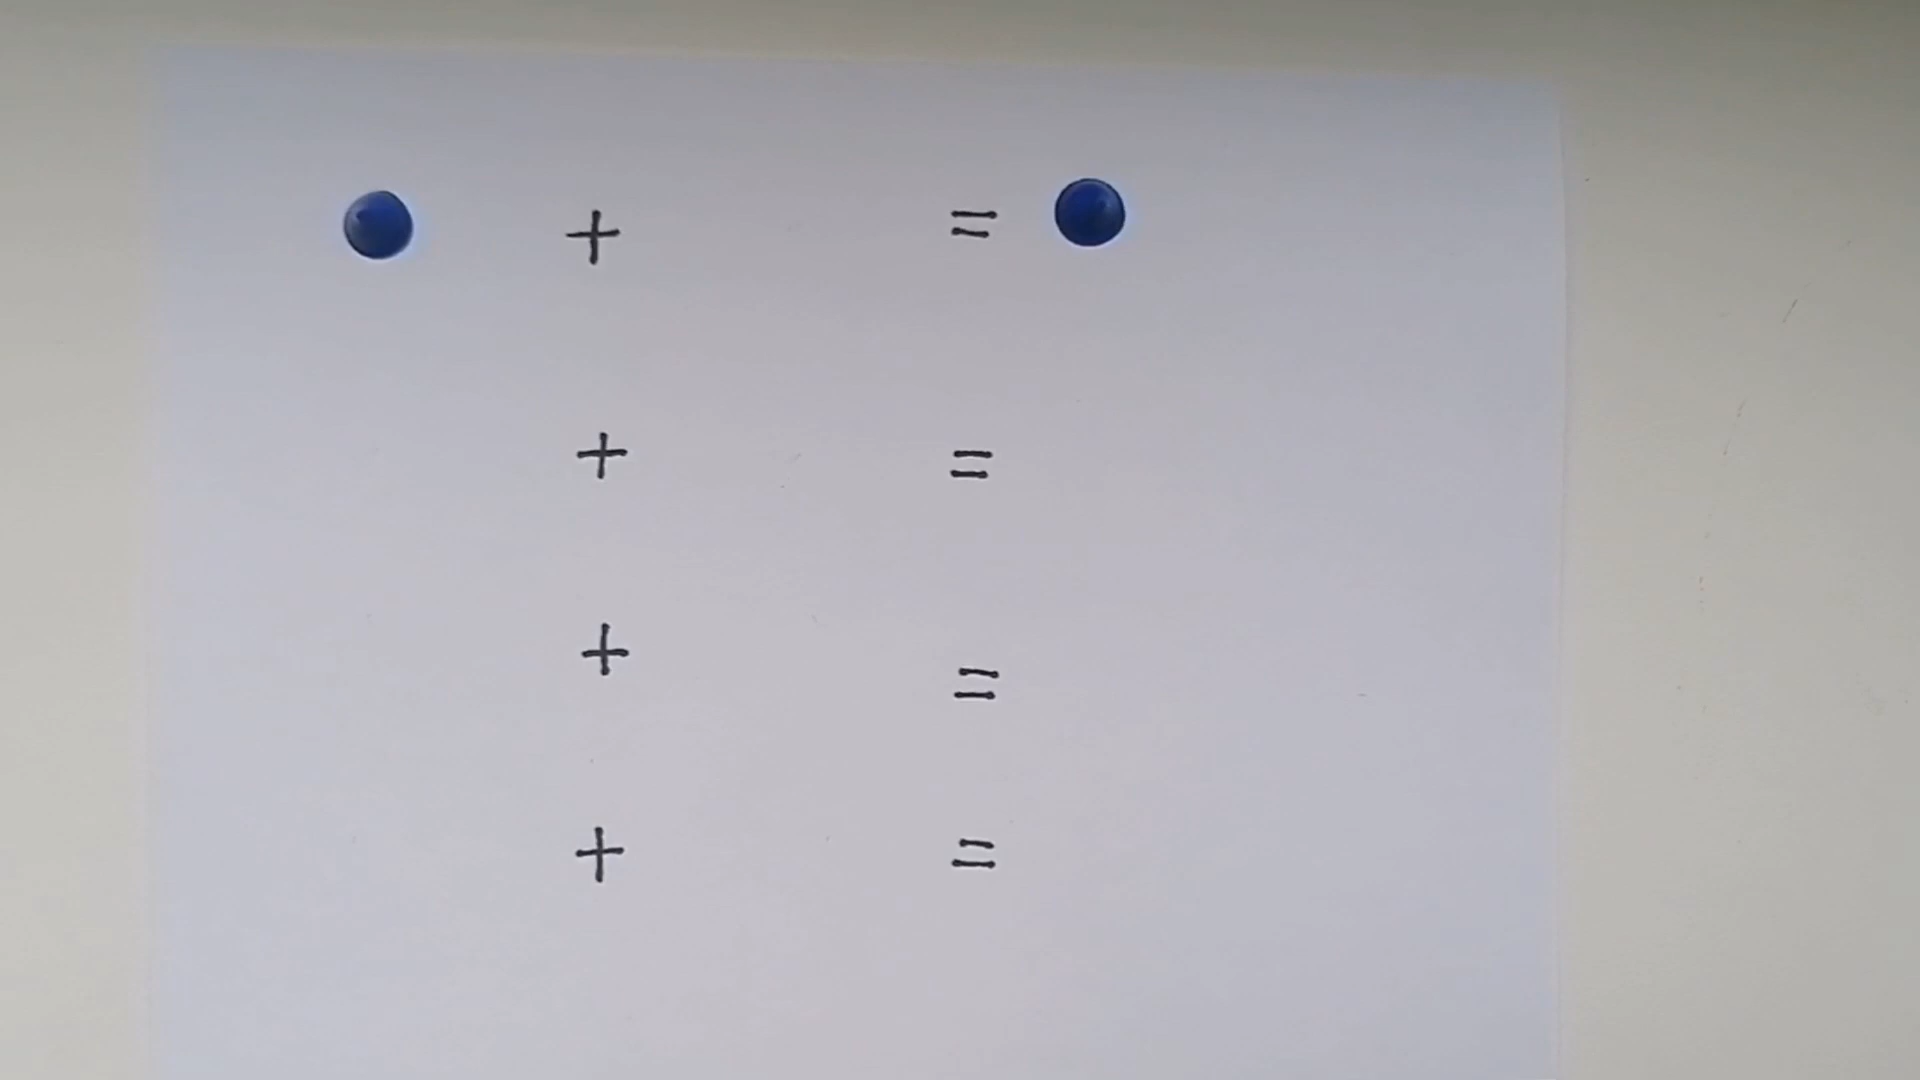 + =
+ =
+ =
+ =